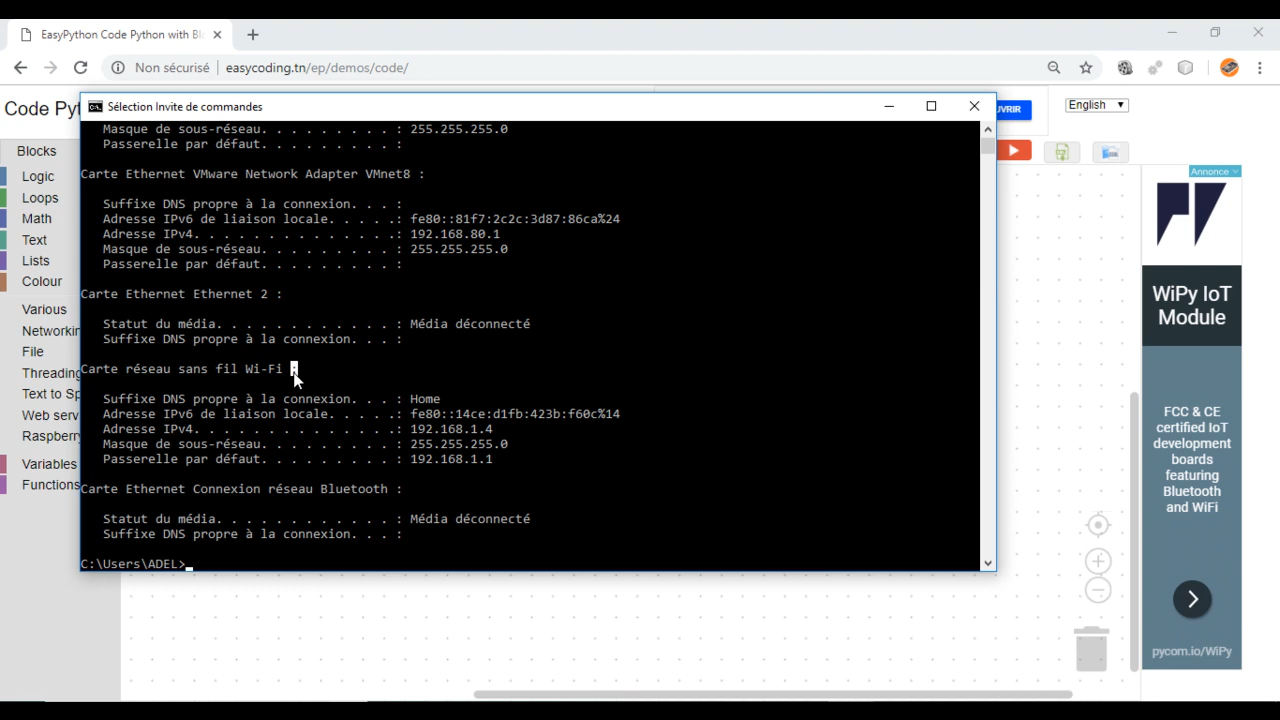 EasyPython Code Python with Bl
Non sécurisé
easycoding.tn/ep/demos/code/
Code Pyt
Sélection Invite de commandes
UVRIR
English
Blocks
Logic
Loops
Math
Text
Lists
Colour
Various
Networkin
File
Threading
Text to Sp
Web serv
Raspberr
Variables
Functions
Masque de sous-réseau. . . . . . . . . : 255.255.255.0
Passerelle par défaut. . . . . . . . . :
Carte Ethernet VMware Network Adapter VMnet8 :
Suffixe DNS propre à la connexion. . . :
Adresse IPv6 de liaison locale. . . . .: fe80::81f7:2c2c:3d87:86ca%24
Adresse IPv4. . . . . . . . . . . . . .: 192.168.80.1
Masque de sous-réseau. . . . . . . . . : 255.255.255.0
Passerelle par défaut. . . . . . . . . :
Carte Ethernet Ethernet 2 :
Statut du média. . . . . . . . . . . . : Média déconnecté
Suffixe DNS propre à la connexion. . . :
Carte réseau sans fil Wi-Fi :
Suffixe DNS propre à la connexion. . . : Home
Adresse IPv6 de liaison locale. . . . .: fe80::14ce:d1fb:423b:f60c%14
Adresse IPv4. . . . . . . . . . . . . .: 192.168.1.4
Masque de sous-réseau. . . . . . . . . : 255.255.255.0
Passerelle par défaut. . . . . . . . . : 192.168.1.1
Carte Ethernet Connexion réseau Bluetooth :
Statut du média. . . . . . . . . . . . : Média déconnecté
Suffixe DNS propre à la connexion. . . :
C:\Users\ADEL>
Annonce
WiPy IoT
Module
FCC & CE
certified IoT
development
boards
featuring
Bluetooth
and WiFi
pycom.io/WiPy